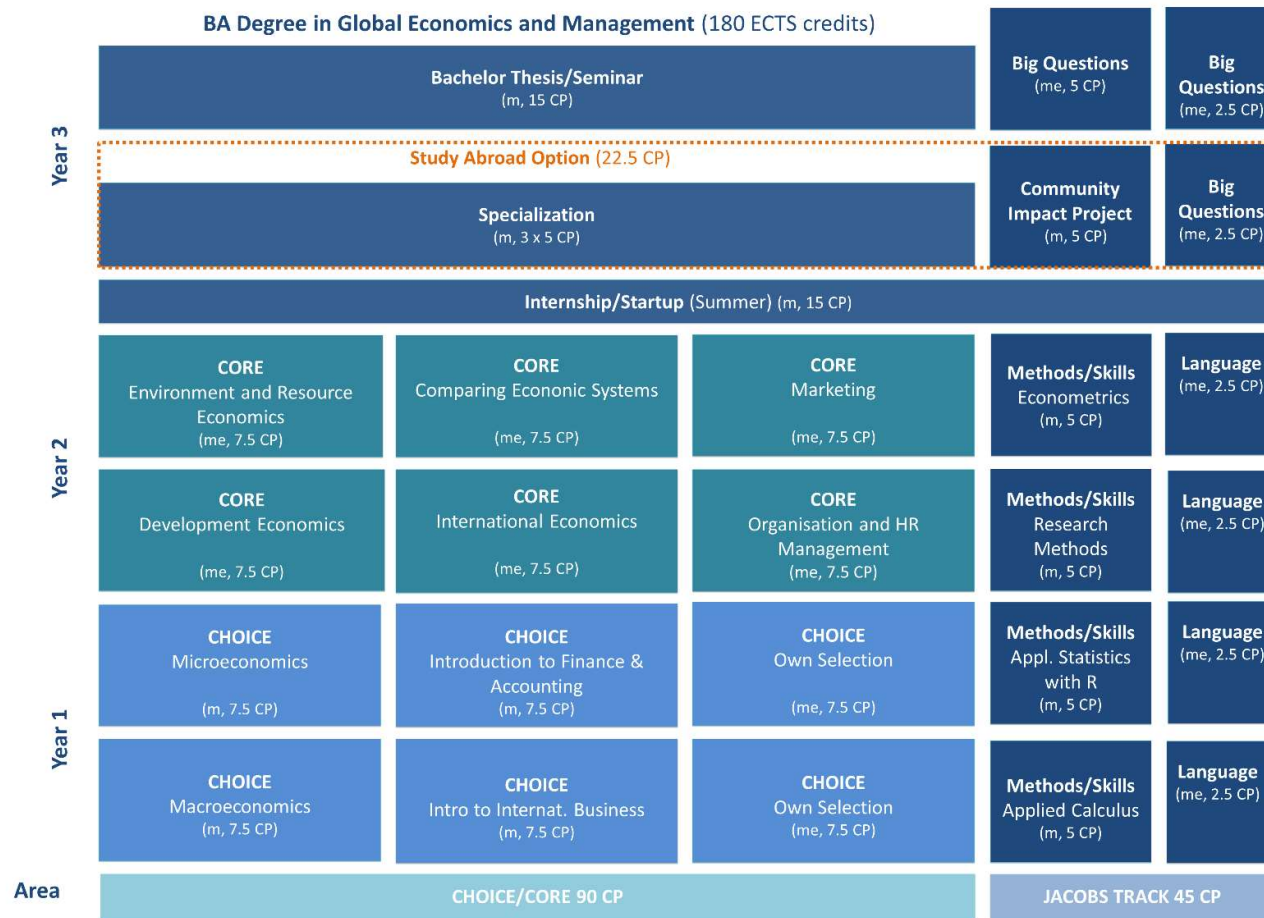 BA Degree in Global Economics and Management (180 ECTS credits)
Year 3
Bachelor Thesis/Seminar
(m, 15 CP)
Big Questions
(me, 5 CP)
Big
Questions
(me, 2.5 CP)
Study Abroad Option (22.5 CP)
Specialization
(m, 3 x 5 CP)
Community
Impact Project
(m, 5 CP)
Big
Questions
(me, 2.5 CP)
Internship/Startup (Summer) (m, 15 CP)
Year 2
CORE
Environment and Resource
Economics
(me, 7.5 CP)
CORE
Comparing Econonic Systems
(me, 7.5 CP)
CORE
Marketing
(me, 7.5 CP)
Methods/Skills
Econometrics
(m, 5 CP)
Language
(me, 2.5 CP)
CORE
Development Economics
(me, 7.5 CP)
CORE
International Economics
(me, 7.5 CP)
CORE
Organisation and HR
Management
(me, 7.5 CP)
Methods/Skills
Research
Methods
(m, 5 CP)
Language
(me, 2.5 CP)
Year 1
CHOICE
Microeconomics
(m, 7.5 CP)
CHOICE
Introduction to Finance &
Accounting
(m, 7.5 CP)
CHOICE
Own Selection
(me, 7.5 CP)
Methods/Skills
Appl. Statistics
with R
(m, 5 CP)
Language
(me, 2.5 CP)
CHOICE
Macroeconomics
(m, 7.5 CP)
CHOICE
Intro to Internat. Business
(m, 7.5 CP)
CHOICE
Own Selection
(me, 7.5 CP)
Methods/Skills
Applied Calculus
(m, 5 CP)
Language
(me, 2.5 CP)
Area
CHOICE/CORE 90 CP
JACOBS TRACK 45 CP